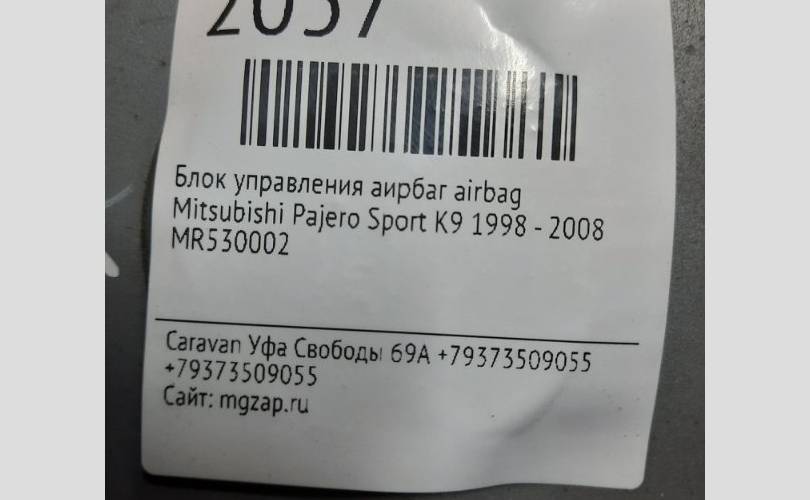 2037
Блок управления аирбаг airbag
Mitsubishi Pajero Sport K9 1998 - 2008
MR530002
Caravan Уфа Свободы 69А +79373509055
+79373509055
Сайт: mgzap.ru